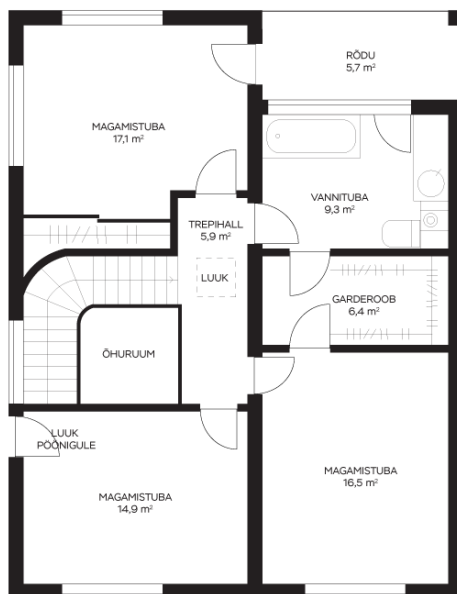 RÕDU
5,7 m²
MAGAMISTUBA
17,1 m²
VANNITUBA
9,3 m²
TREPIHALL
5,9 m²
LUUK
GARDEROOB
6,4 m²
ÕHURUUM
LUUK
PÖÖNIGULE
MAGAMISTUBA
16,5 m²
MAGAMISTUBA
14,9 m²